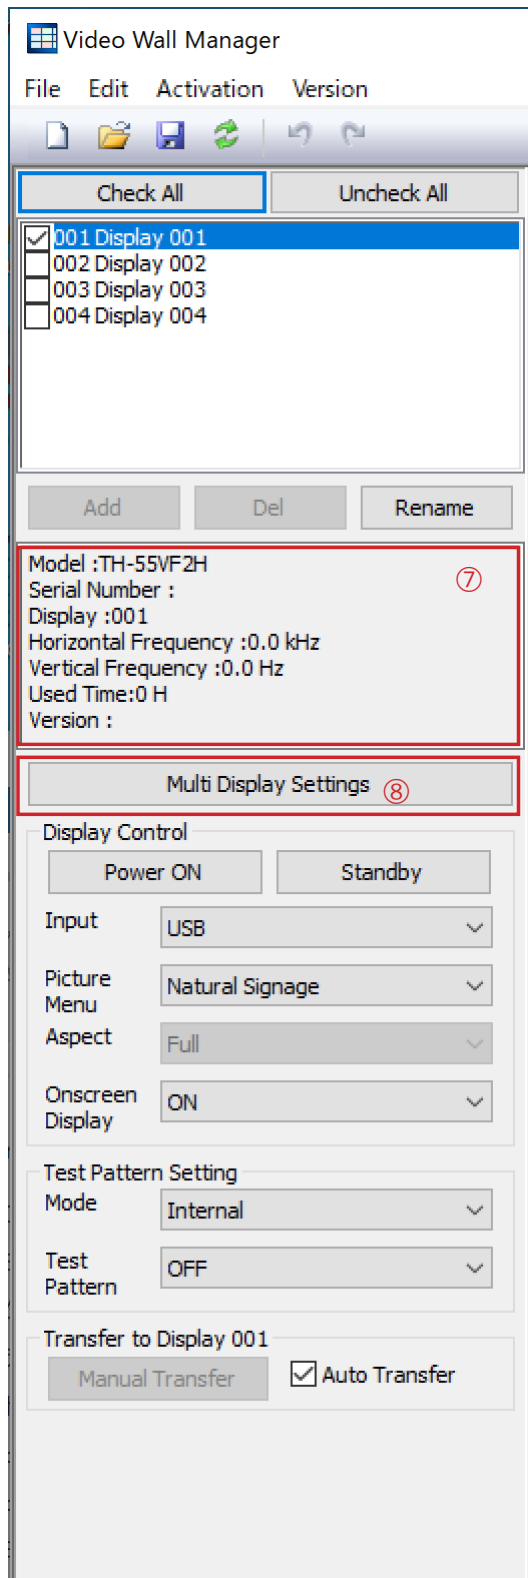 Video Wall Manager
File Edit Activation Version
Check All Uncheck All
001 Display 001
002 Display 002
003 Display 003
004 Display 004
Add Del Rename
Model :TH-55VF2H ⑦
Serial Number :
Display :001
Horizontal Frequency :0.0 kHz
Vertical Frequency :0.0 Hz
Used Time:0 H
Version :
Multi Display Settings ⑧
Display Control
Power ON Standby
Input USB
Picture Menu Natural Signage
Aspect Full
Onscreen Display ON
Test Pattern Setting
Mode Internal
Test Pattern OFF
Transfer to Display 001
Manual Transfer Auto Transfer